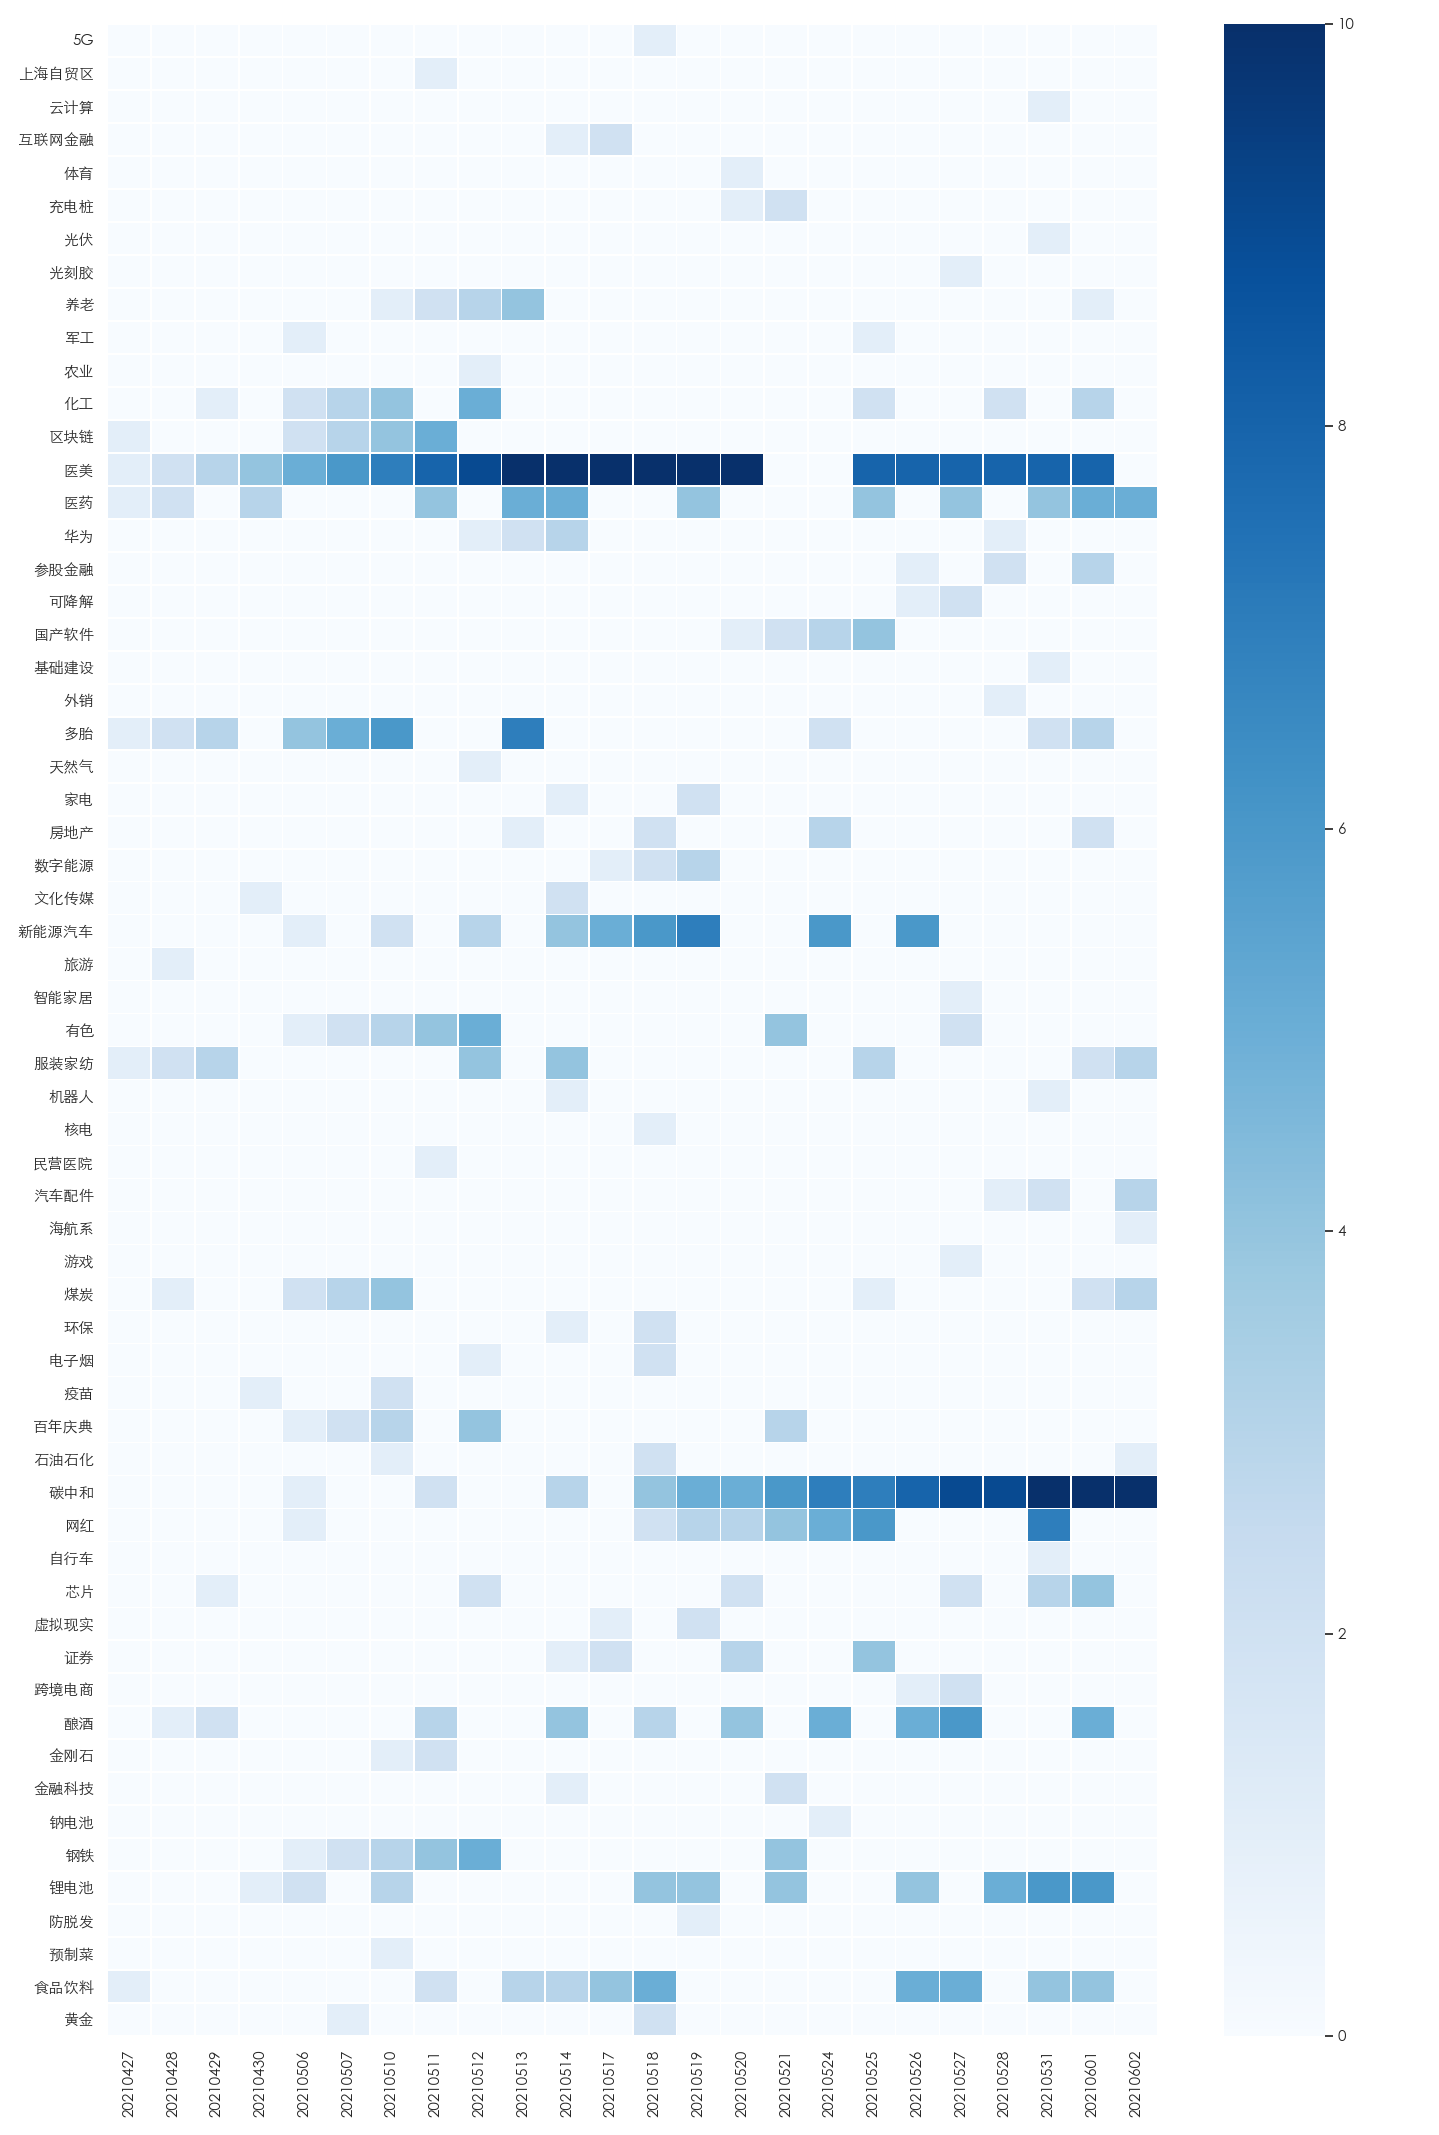 5G
上海自贸区
云计算
互联网金融
体育
充电桩
光伏
光刻胶
养老
军工
农业
化工
区块链
医美
医药
华为
参股金融
可降解
国产软件
基础建设
外销
多胎
天然气
家电
房地产
数字能源
文化传媒
新能源汽车
旅游
智能家居
有色
服装家纺
机器人
核电
民营医院
汽车配件
海航系
游戏
煤炭
环保
电子烟
疫苗
百年庆典
石油石化
碳中和
网红
自行车
芯片
虚拟现实
证券
跨境电商
酿酒
金刚石
金融科技
钠电池
钢铁
锂电池
防脱发
预制菜
食品饮料
黄金
20210427
20210428
20210429
20210430
20210506
20210507
20210510
20210511
20210512
20210513
20210514
20210517
20210518
20210519
20210520
20210521
20210524
20210525
20210526
20210527
20210528
20210531
20210601
20210602
10
8
6
4
2
0